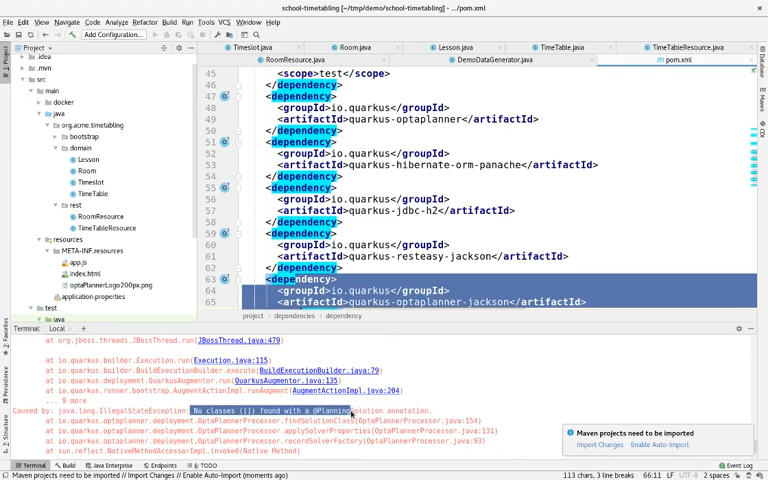 school-timetabling [~/tmp/demo/school-timetabling] - .../pom.xml
File Edit View Navigate Code Analyze Refactor Build Run Tools VCS Window Help
Add Configuration...
Timeslot.java Room.java Lesson.java TimeTable.java TimeTableResource.java
RoomResource.java DemoDataGenerator.java pom.xml
1: Project
Project
.idea
.mvn
src
main
docker
java
org.acme.timetabling
bootstrap
domain
Lesson
Room
Timeslot
TimeTable
rest
RoomResource
TimeTableResource
resources
META-INF.resources
app.js
index.html
optaPlannerLogo200px.png
application.properties
test
java
45 <scope>test</scope>
46 </dependency>
47 <dependency>
48 <groupId>io.quarkus</groupId>
49 <artifactId>quarkus-optaplanner</artifactId>
50 </dependency>
51 <dependency>
52 <groupId>io.quarkus</groupId>
53 <artifactId>quarkus-hibernate-orm-panache</artifactId>
54 </dependency>
55 <dependency>
56 <groupId>io.quarkus</groupId>
57 <artifactId>quarkus-jdbc-h2</artifactId>
58 </dependency>
59 <dependency>
60 <groupId>io.quarkus</groupId>
61 <artifactId>quarkus-resteasy-jackson</artifactId>
62 </dependency>
63 <dependency>
64 <groupId>io.quarkus</groupId>
65 <artifactId>quarkus-optaplanner-jackson</artifactId>
project › dependencies › dependency
Database
Maven
CDI
2: Favorites
Persistence
Z: Structure
Terminal: Local
at org.jboss.threads.JBossThread.run(JBossThread.java:479)
at io.quarkus.builder.Execution.run(Execution.java:115)
at io.quarkus.builder.BuildExecutionBuilder.execute(BuildExecutionBuilder.java:79)
at io.quarkus.deployment.QuarkusAugmentor.run(QuarkusAugmentor.java:135)
at io.quarkus.runner.bootstrap.AugmentActionImpl.runAugment(AugmentActionImpl.java:204)
... 9 more
Caused by: java.lang.IllegalStateException: No classes ([]) found with a @PlanningSolution annotation.
at io.quarkus.optaplanner.deployment.OptaPlannerProcessor.findSolutionClass(OptaPlannerProcessor.java:154)
at io.quarkus.optaplanner.deployment.OptaPlannerProcessor.applySolverProperties(OptaPlannerProcessor.java:131)
at io.quarkus.optaplanner.deployment.OptaPlannerProcessor.recordSolverFactory(OptaPlannerProcessor.java:93)
at sun.reflect.NativeMethodAccessorImpl.invoke0(Native Method)
Maven projects need to be imported
Import Changes Enable Auto-Import
Terminal Build Java Enterprise Endpoints 6: TODO Event Log
Maven projects need to be imported // Import Changes // Enable Auto-Import (moments ago) 113 chars, 3 line breaks 66:11 LF UTF-8 2 spaces